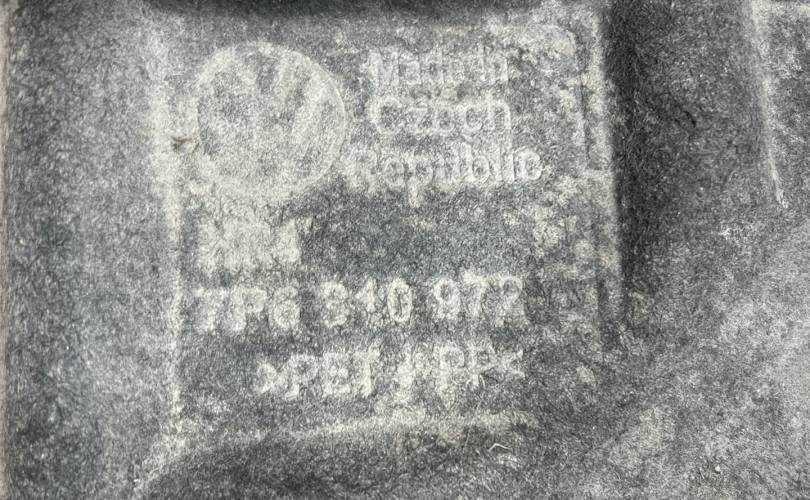 Made in
Czech
Republic
7P6 810 972
>PET+PP<